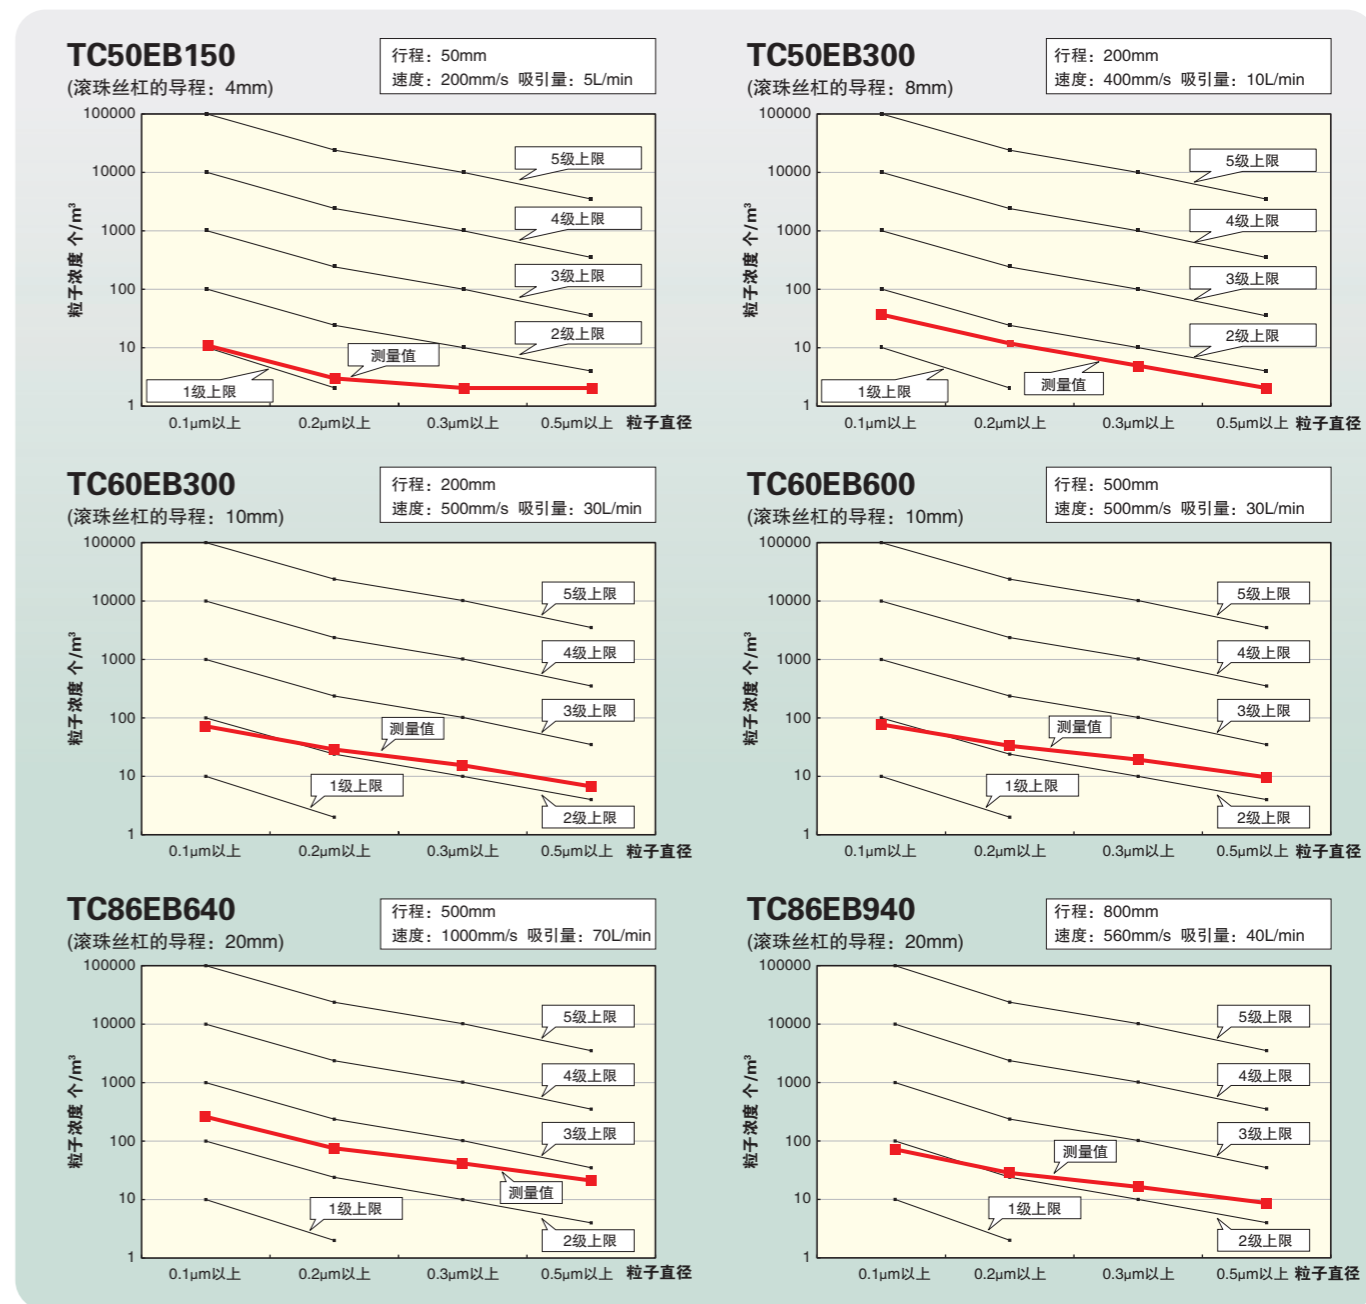 TC50EB150
(滚珠丝杠的导程：4mm)
行程：50mm
速度：200mm/s 吸引量：5L/min
粒子浓度 个/m³
100000
10000
1000
100
10
1
5级上限
4级上限
3级上限
2级上限
测量值
1级上限
0.1μm以上 0.2μm以上 0.3μm以上 0.5μm以上 粒子直径
TC50EB300
(滚珠丝杠的导程：8mm)
行程：200mm
速度：400mm/s 吸引量：10L/min
粒子浓度 个/m³
100000
10000
1000
100
10
1
5级上限
4级上限
3级上限
2级上限
测量值
1级上限
0.1μm以上 0.2μm以上 0.3μm以上 0.5μm以上 粒子直径
TC60EB300
(滚珠丝杠的导程：10mm)
行程：200mm
速度：500mm/s 吸引量：30L/min
粒子浓度 个/m³
100000
10000
1000
100
10
1
5级上限
4级上限
3级上限
测量值
1级上限
2级上限
0.1μm以上 0.2μm以上 0.3μm以上 0.5μm以上 粒子直径
TC60EB600
(滚珠丝杠的导程：10mm)
行程：500mm
速度：500mm/s 吸引量：30L/min
粒子浓度 个/m³
100000
10000
1000
100
10
1
5级上限
4级上限
3级上限
测量值
1级上限
2级上限
0.1μm以上 0.2μm以上 0.3μm以上 0.5μm以上 粒子直径
TC86EB640
(滚珠丝杠的导程：20mm)
行程：500mm
速度：1000mm/s 吸引量：70L/min
粒子浓度 个/m³
100000
10000
1000
100
10
1
5级上限
4级上限
3级上限
测量值
1级上限
2级上限
0.1μm以上 0.2μm以上 0.3μm以上 0.5μm以上 粒子直径
TC86EB940
(滚珠丝杠的导程：20mm)
行程：800mm
速度：560mm/s 吸引量：40L/min
粒子浓度 个/m³
100000
10000
1000
100
10
1
5级上限
4级上限
3级上限
测量值
1级上限
2级上限
0.1μm以上 0.2μm以上 0.3μm以上 0.5μm以上 粒子直径